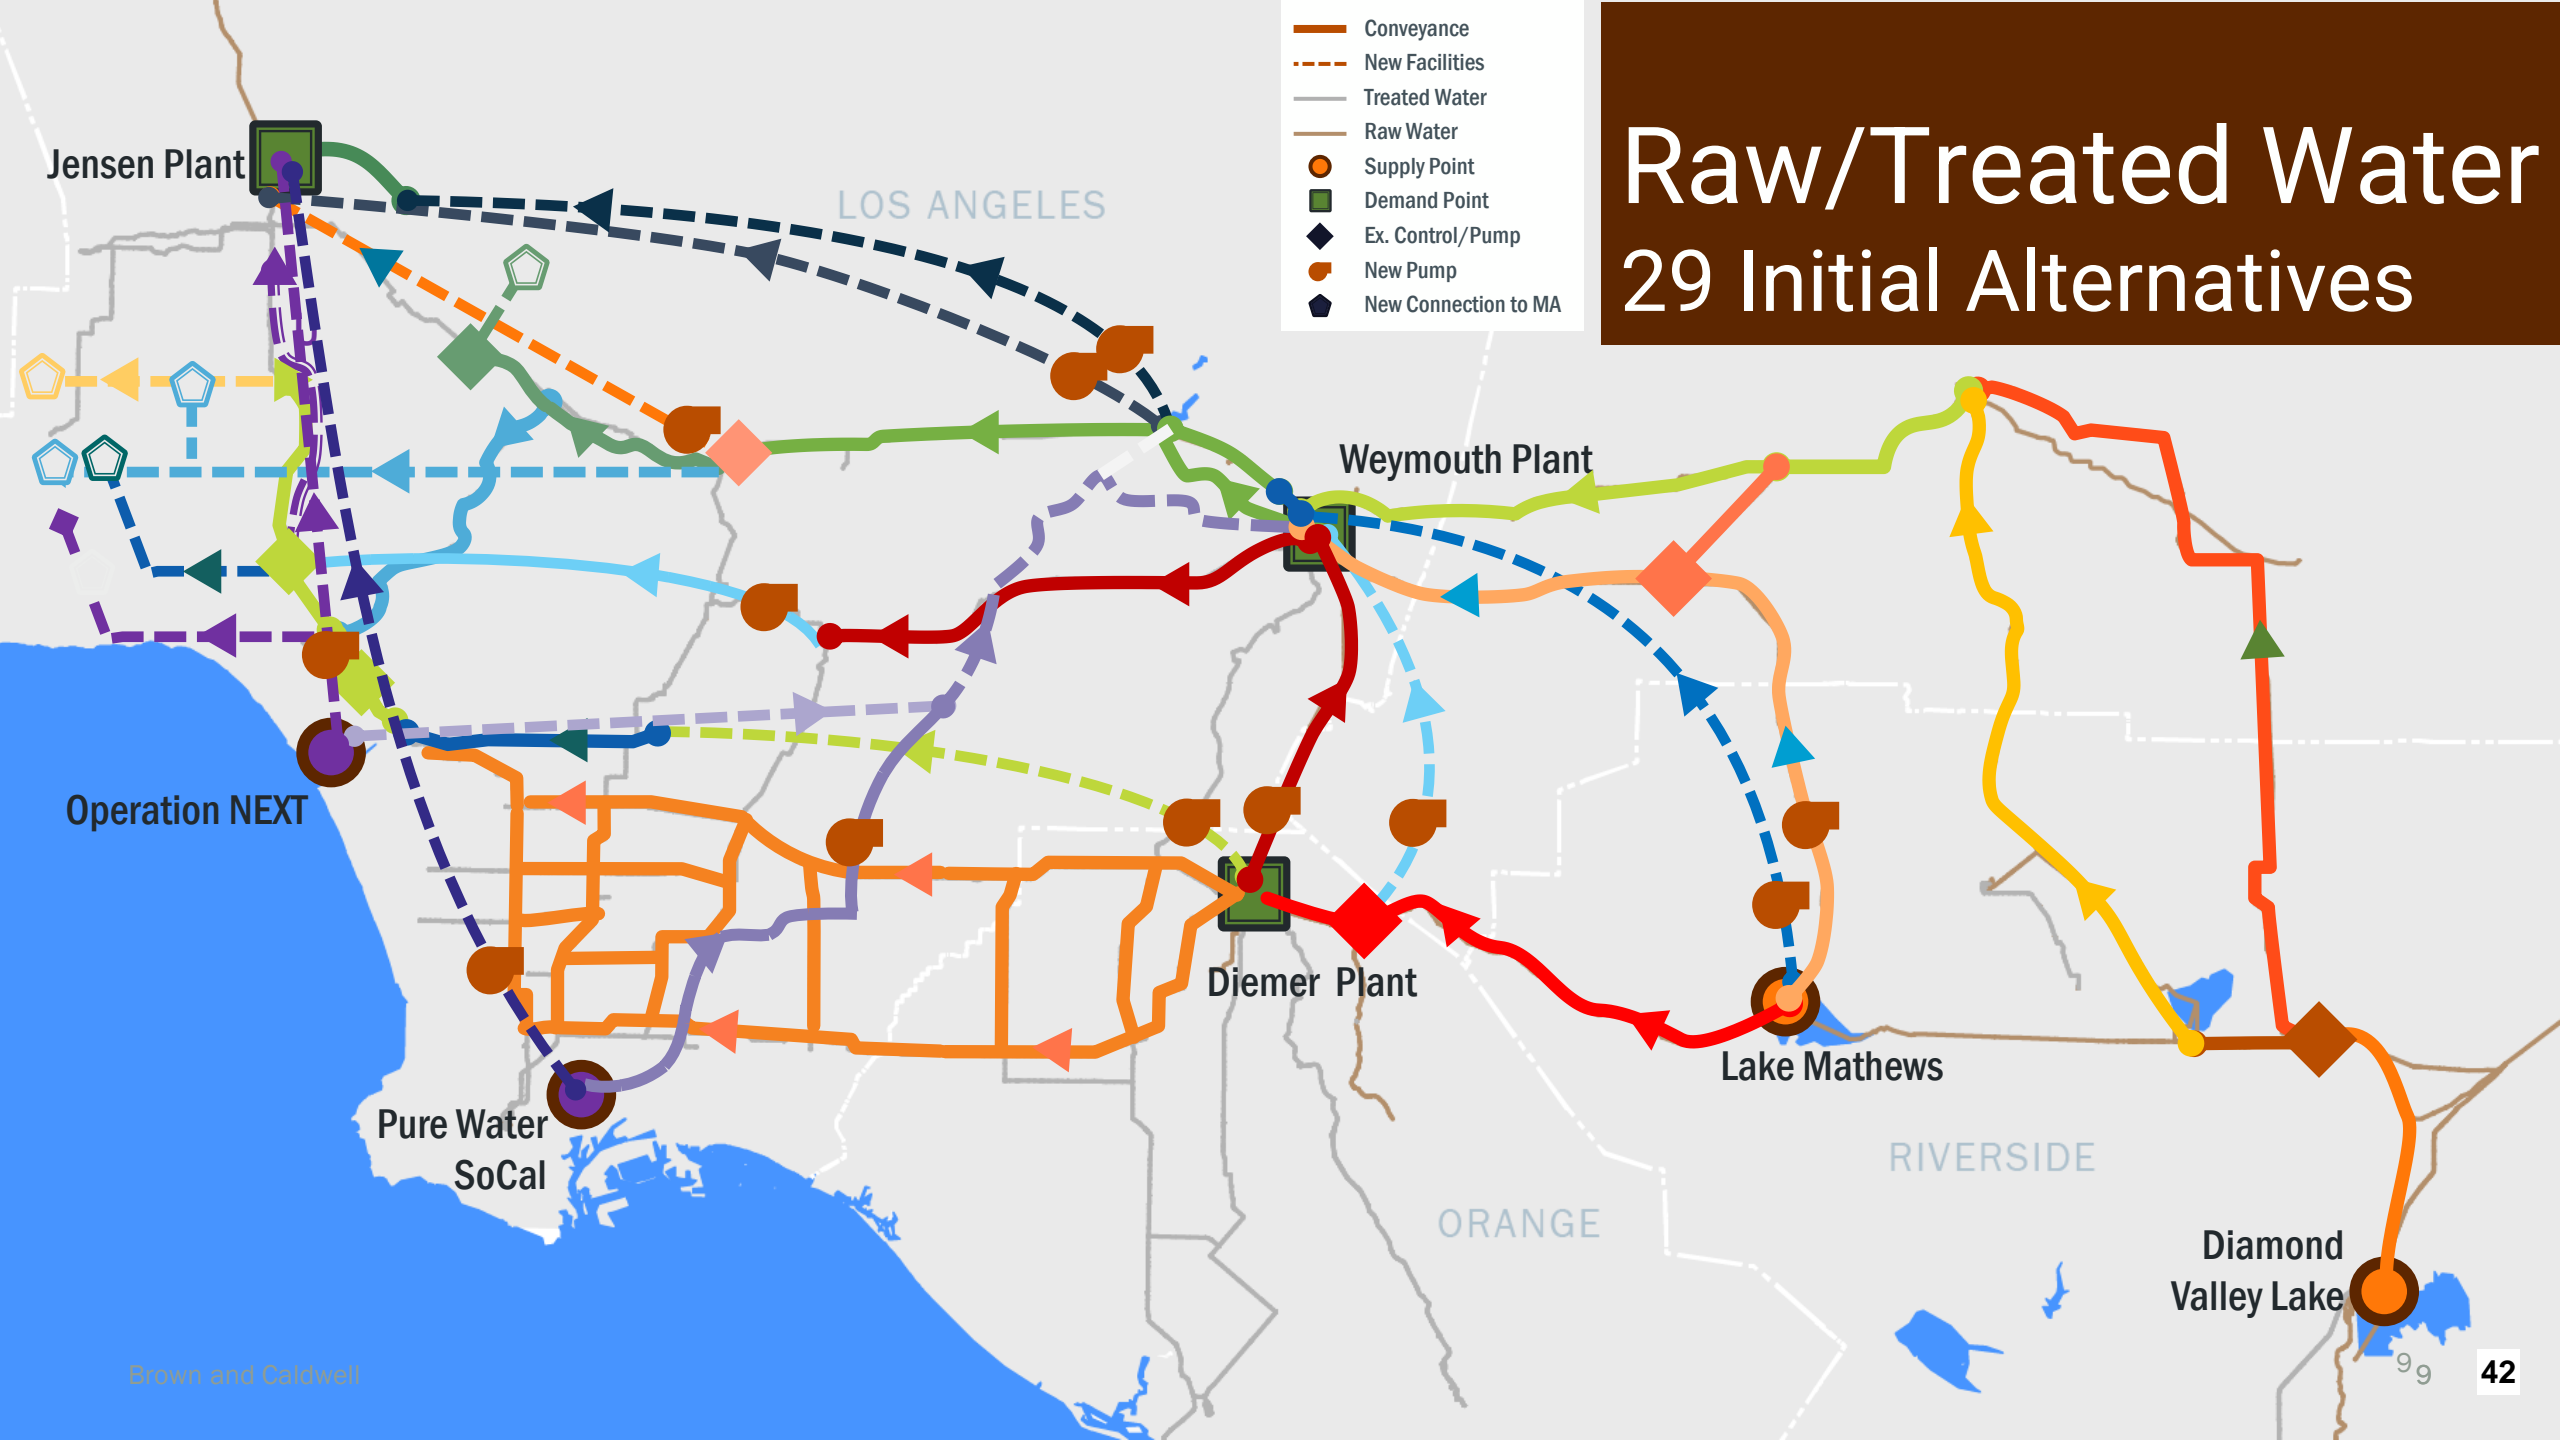 Conveyance
New Facilities
Treated Water
Raw Water
Supply Point
Demand Point
Ex. Control/Pump
New Pump
New Connection to MA
Raw/Treated Water
29 Initial Alternatives
Jensen Plant
LOS ANGELES
Weymouth Plant
Operation NEXT
Diemer Plant
Lake Mathews
Pure Water
SoCal
RIVERSIDE
ORANGE
Diamond
Valley Lake
Brown and Caldwell
9
9
42